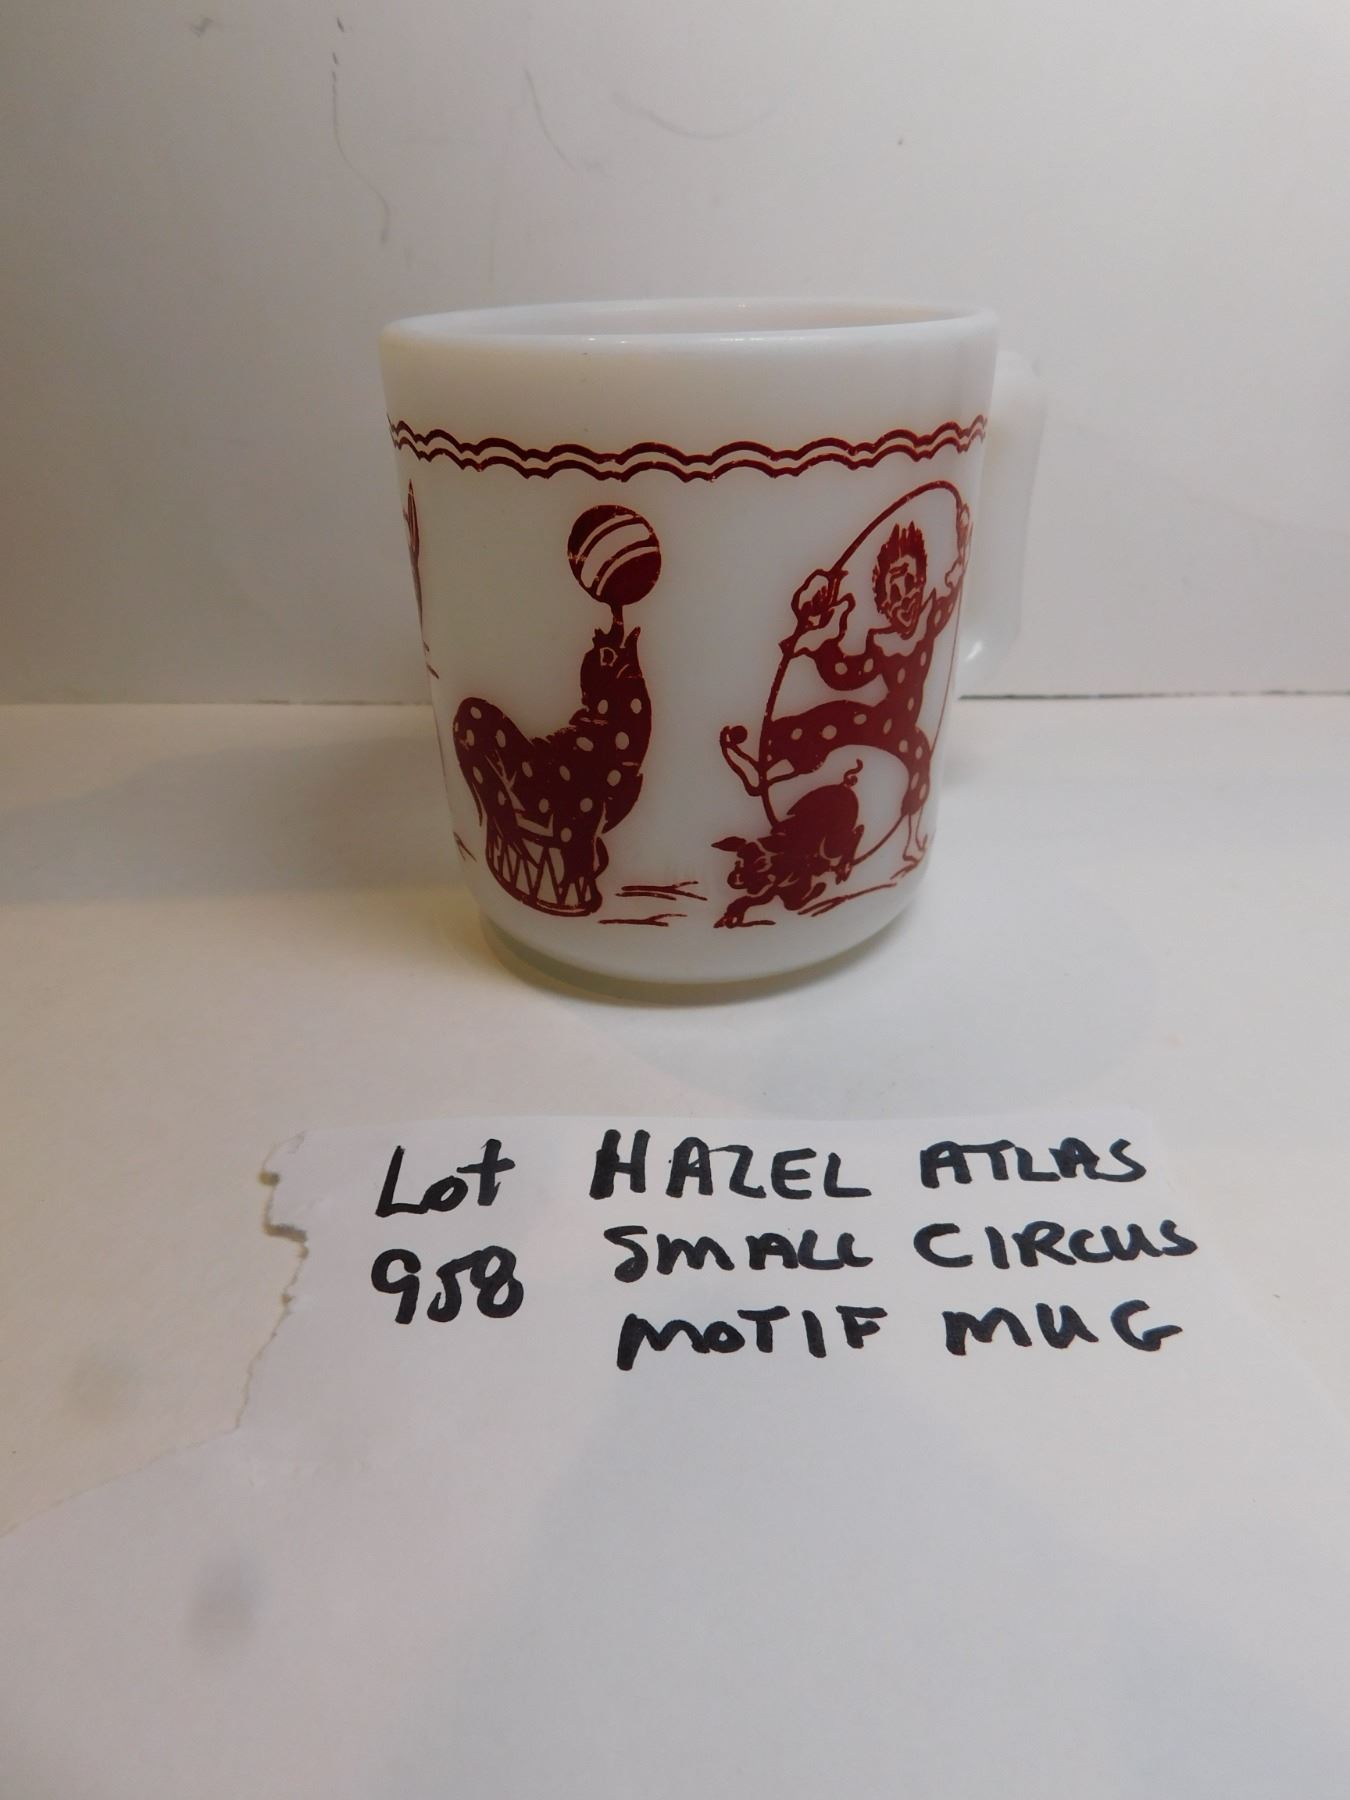 Lot HAZEL ATLAS
958 SMALL CIRCUS
MOTIF MUG